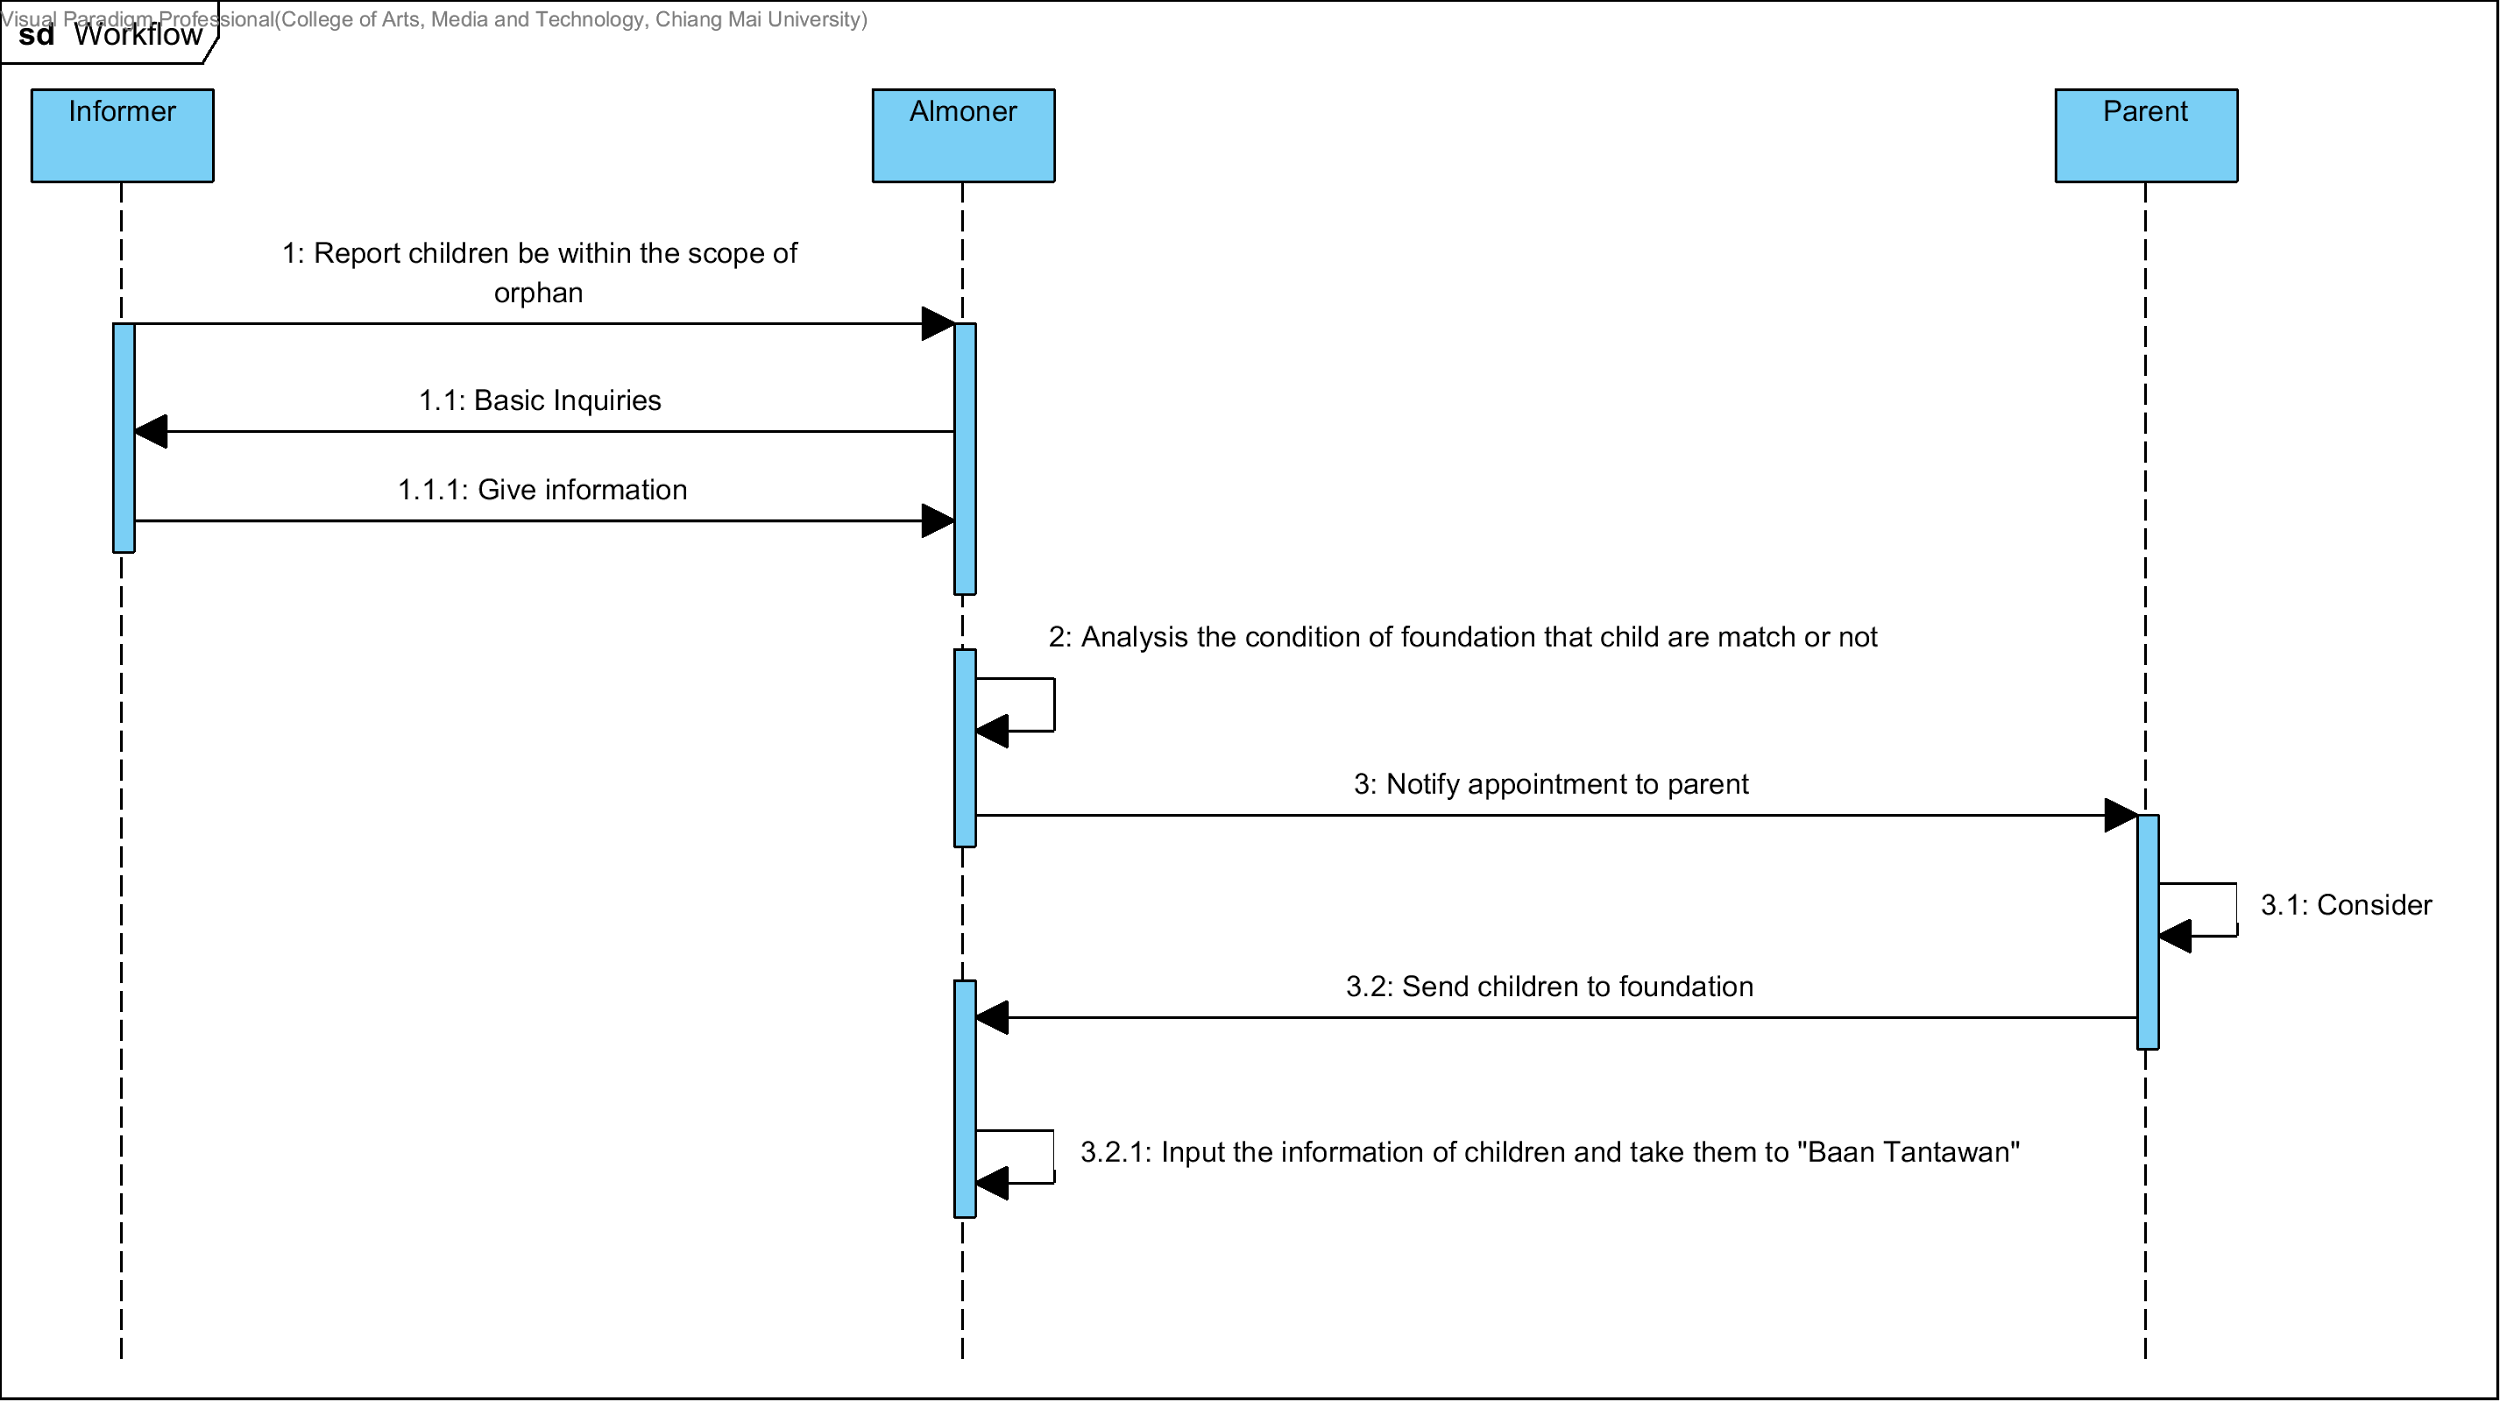 Visual Paradigm Professional(College of Arts, Media and Technology, Chiang Mai University)
sd Workflow
Informer
Almoner
Parent
1: Report children be within the scope of
orphan
1.1: Basic Inquiries
1.1.1: Give information
2: Analysis the condition of foundation that child are match or not
3: Notify appointment to parent
3.1: Consider
3.2: Send children to foundation
3.2.1: Input the information of children and take them to "Baan Tantawan"